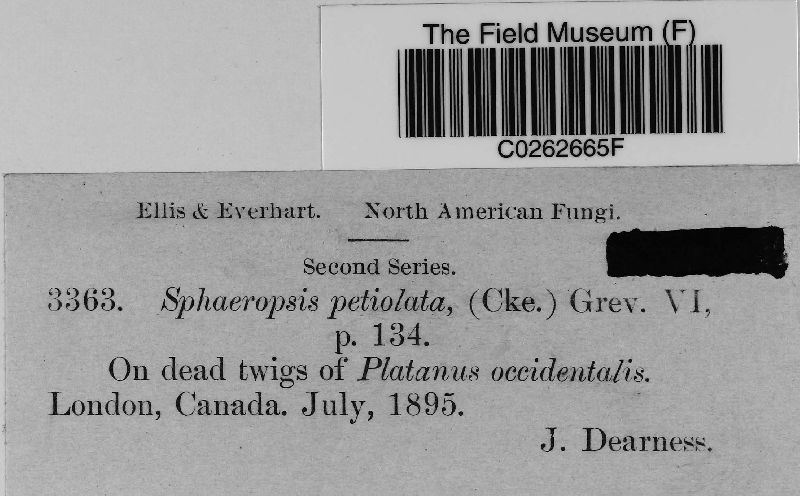 The Field Museum (F)
C0262665F
Ellis & Everhart. North American Fungi.
Second Series.
3363. Sphaeropsis petiolata, (Cke.) Grev. VI,
p. 134.
On dead twigs of Platanus occidentalis.
London, Canada. July, 1895.
J. Dearness.